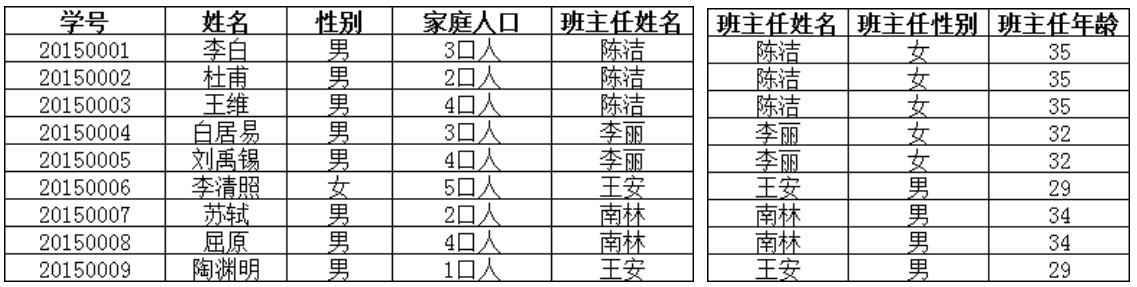 学号 姓名 性别 家庭人口 班主任姓名 班主任姓名 班主任性别 班主任年龄
20150001 李白 男 3口人 陈洁 陈洁 女 35
20150002 杜甫 男 2口人 陈洁 陈洁 女 35
20150003 王维 男 4口人 陈洁 陈洁 女 35
20150004 白居易 男 3口人 李丽 李丽 女 32
20150005 刘禹锡 男 4口人 李丽 李丽 女 32
20150006 李清照 女 5口人 王安 王安 男 29
20150007 苏轼 男 2口人 南林 南林 男 34
20150008 屈原 男 4口人 南林 南林 男 34
20150009 陶渊明 男 1口人 王安 王安 男 29